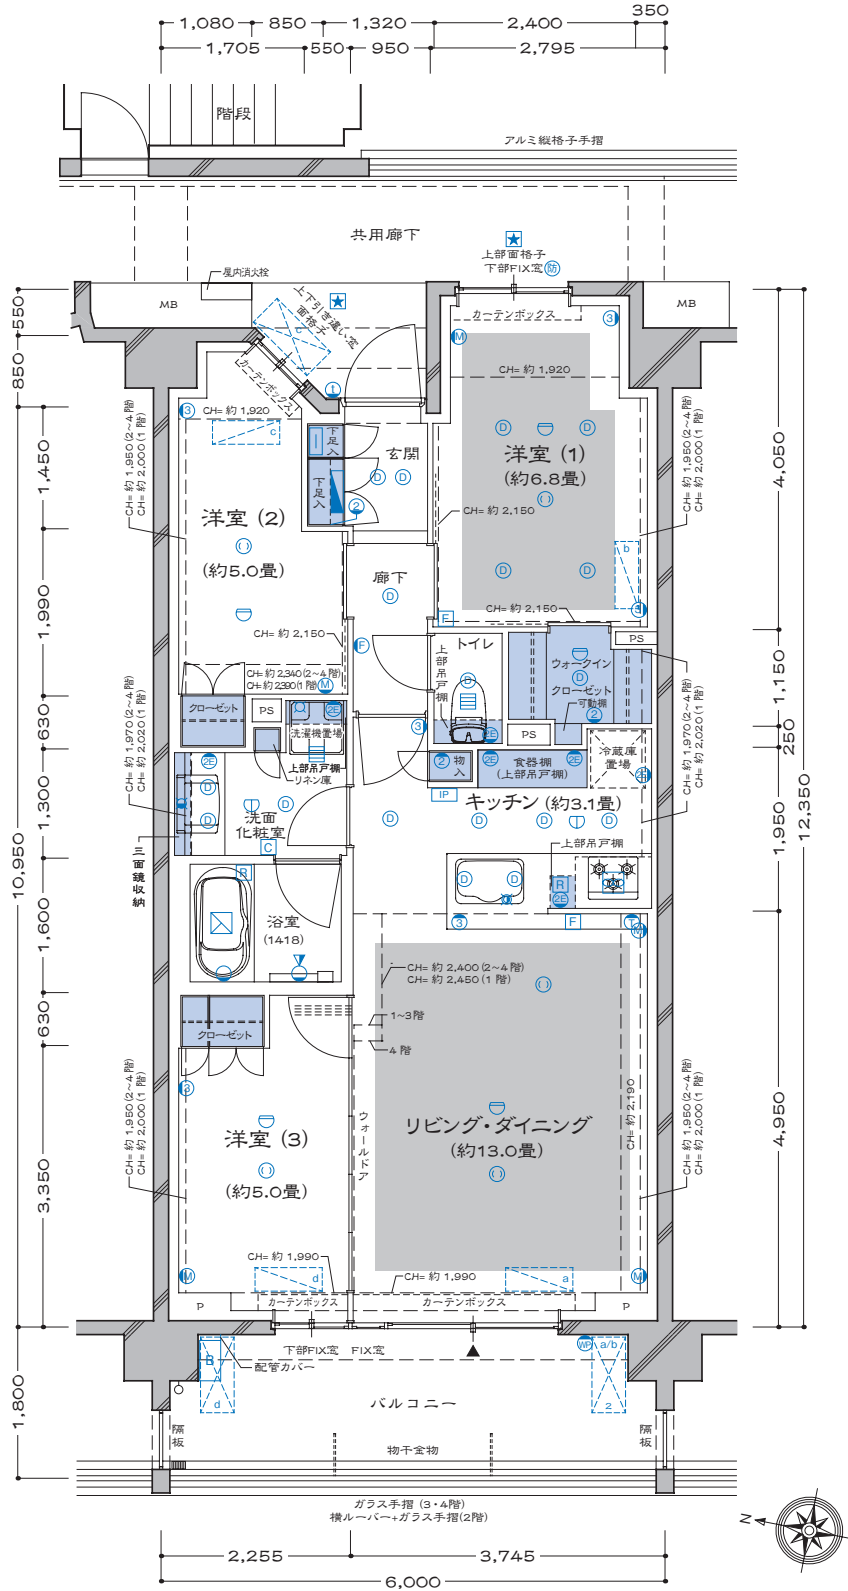 350
1,080 850 1,320 2,400
1,705 550 950 2,795
階段
アルミ縦格子手摺
共用廊下
屋内消火栓
上部面格子
下部FIX窓 防
MB
MB
上下引き違い窓
面格子
カーテンボックス
カーテンボックス
550
850
1,450
1,990
630
1,300
1,600
630
3,350
10,950
1,800
4,050
1,150
250
1,950
4,950
12,350
t
M
3
3
CH= 約 1,920
CH= 約 1,920
c
CH= 約 1,950 (2~4 階)
CH= 約 2,000 (1 階)
CH= 約 1,950 (2~4階)
CH= 約 2,000 (1 階)
下足入
下足入
玄関
D D
D D
洋室 (1)
(約6.8畳)
洋室 (2)
(約5.0畳)
2
CH= 約 2,150
b
D D
3
廊下
D
F
CH= 約 2,150
CH= 約 2,150
F
トイレ
上部吊戸棚
D
2E
PS
ウォークイン
D
クローゼット
可動棚
2
CH= 約 2,340 (2~4 階)
CH= 約 2,390 (1 階) M
CH= 約 1,970 (2~4 階)
CH= 約 2,020 (1 階)
CH= 約 1,970 (2~4 階)
CH= 約 2,020 (1 階)
クローゼット
PS
2E
洗濯機置場
上部吊戸棚
リネン庫
3
PS
2 物入
2E 2E
食器棚
(上部吊戸棚)
冷蔵庫
置場
2E
IP
キッチン (約3.1畳)
2E
D
D
D
洗面
化粧室
C
三面鏡収納
D D D D
上部吊戸棚
D D
R
2E
R
浴室
(1418)
3
F
T
M
CH= 約 2,400 (2~4 階)
CH= 約 2,450 (1 階)
1~3階
4 階
クローゼット
3
CH= 約 1,950 (2~4階)
CH= 約 2,000 (1 階)
CH= 約 1,950 (2~4階)
CH= 約 2,000 (1 階)
CH= 約 2,190
洋室 (3)
(約5.0畳)
ウォールドア
リビング・ダイニング
(約13.0畳)
CH= 約 1,990
CH= 約 1,990
M
d
a
M
P
カーテンボックス
カーテンボックス
P
下部FIX窓 FIX窓
配管カバー
B
d
WP
a/b
2
バルコニー
隔板
隔板
物干金物
ガラス手摺 (3・4階)
横ルーバー+ガラス手摺(2階)
N
2,255 3,745
6,000